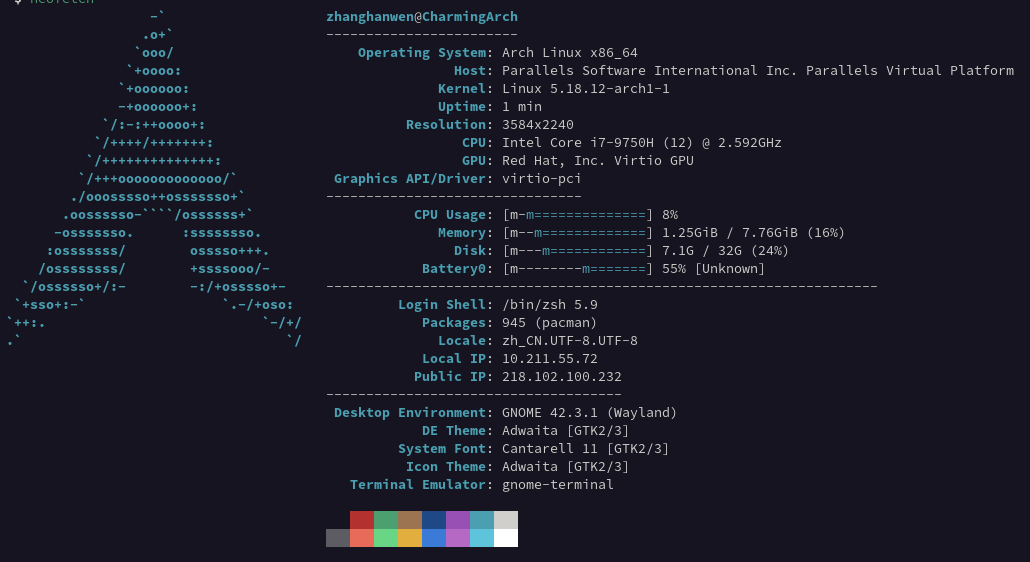 $ neofetch
-`
.o+`
`ooo/
`+oooo:
`+oooooo:
-+oooooo+:
`/:-:++oooo+:
`/++++/+++++++:
`/++++++++++++++:
`/+++ooooooooooooo/`
./ooosssso++osssssso+`
.oossssso-````/ossssss+`
-osssssso.      :ssssssso.
:osssssss/        osssso+++.
/ossssssss/        +ssssooo/-
`/ossssso+/:-        -:/+osssso+-
`+sso+:-`                 `.-/+oso:
`++:.                           `-/+/
.`                                 `/
zhanghanwen@CharmingArch
------------------------
Operating System: Arch Linux x86_64
Host: Parallels Software International Inc. Parallels Virtual Platform
Kernel: Linux 5.18.12-arch1-1
Uptime: 1 min
Resolution: 3584x2240
CPU: Intel Core i7-9750H (12) @ 2.592GHz
GPU: Red Hat, Inc. Virtio GPU
Graphics API/Driver: virtio-pci
--------------------------------
CPU Usage: [m-m==============] 8%
Memory: [m--m=============] 1.25GiB / 7.76GiB (16%)
Disk: [m---m============] 7.1G / 32G (24%)
Battery0: [m--------m=======] 55% [Unknown]
---------------------------------------------------------------------
Login Shell: /bin/zsh 5.9
Packages: 945 (pacman)
Locale: zh_CN.UTF-8.UTF-8
Local IP: 10.211.55.72
Public IP: 218.102.100.232
-------------------------------------
Desktop Environment: GNOME 42.3.1 (Wayland)
DE Theme: Adwaita [GTK2/3]
System Font: Cantarell 11 [GTK2/3]
Icon Theme: Adwaita [GTK2/3]
Terminal Emulator: gnome-terminal